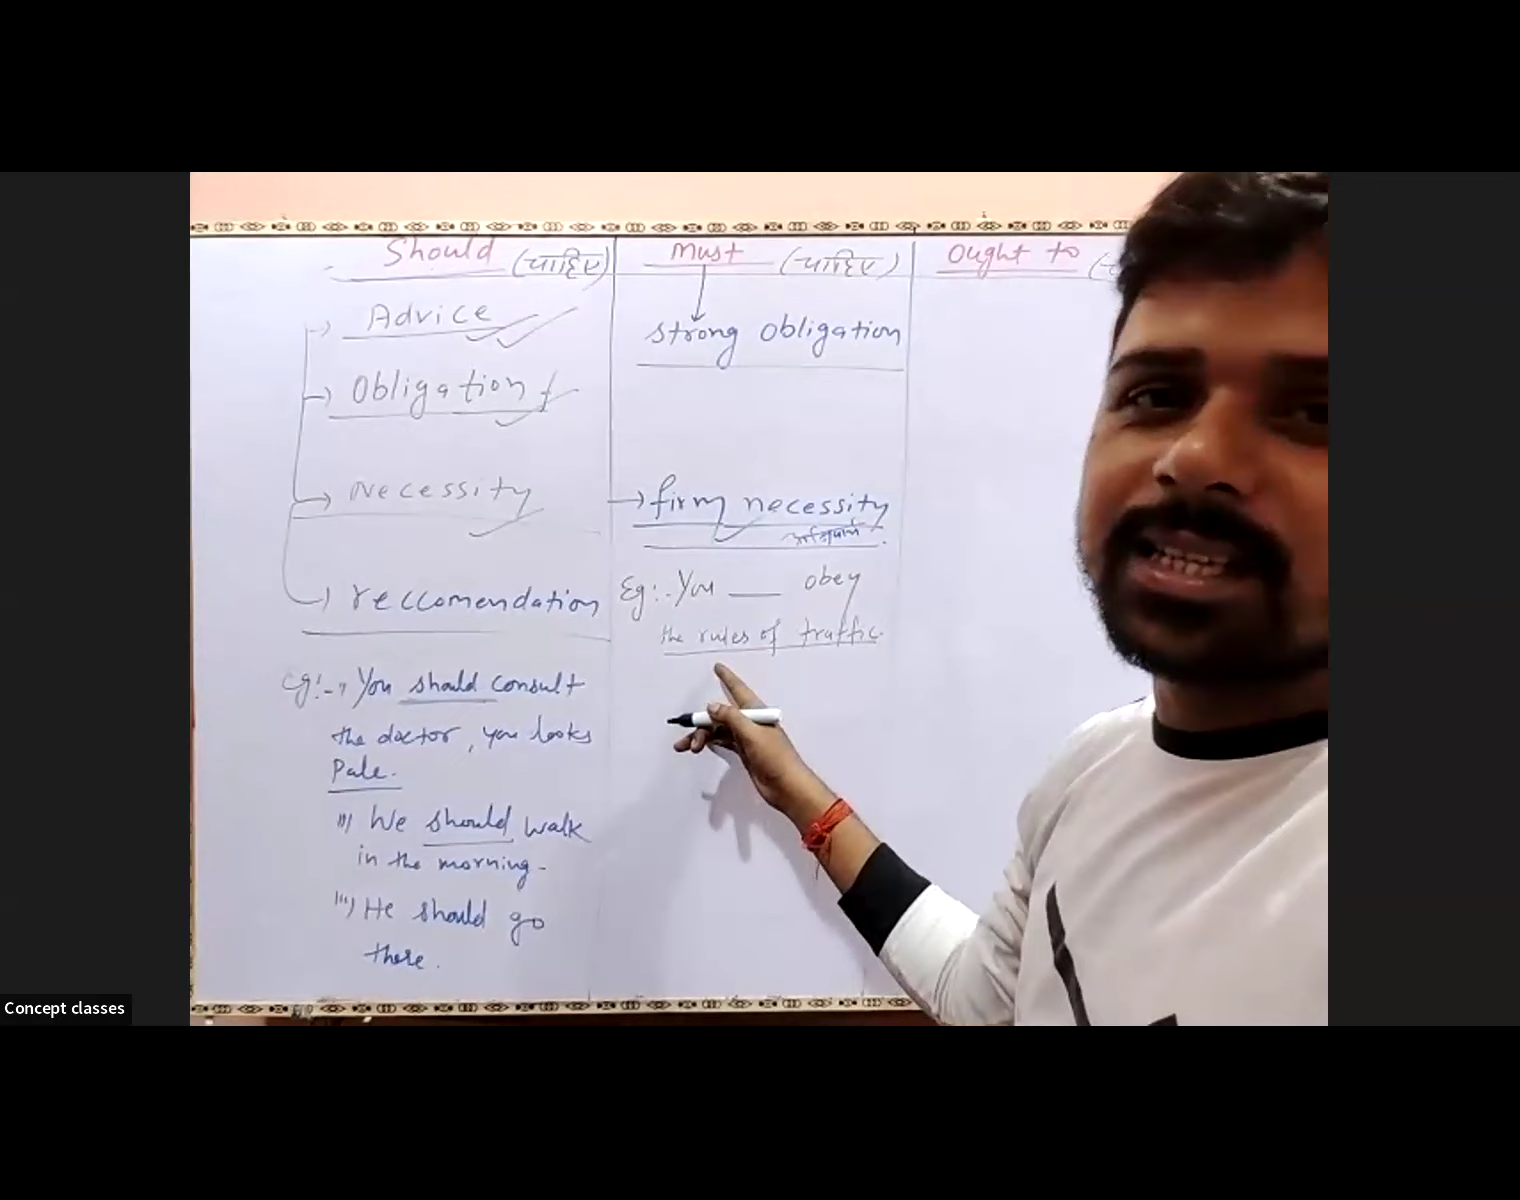 Should (चाहिए)
Advice
Obligation
Necessity
reccomendation
eg:- i) You should consult
the doctor, you looks
Pale.
ii) We should walk
in the morning.
iii) He should go
there.
Must (चाहिए)
strong obligation
firm necessity
Eg:- You ___ obey
the rules of traffic.
Ought to
Concept classes